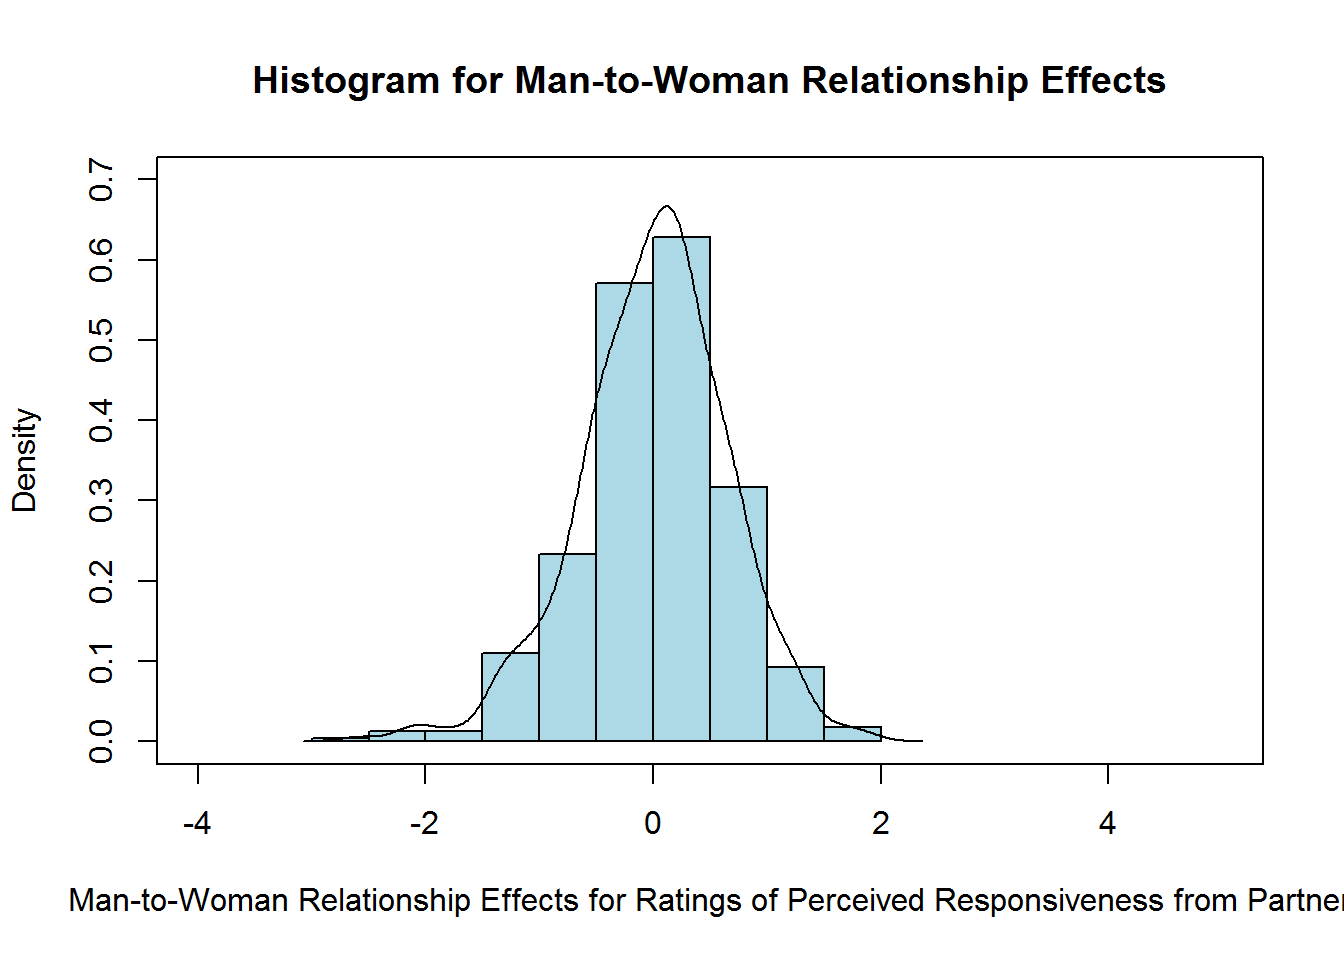 Histogram for Man-to-Woman Relationship Effects
Density
0.7
0.6
0.5
0.4
0.3
0.2
0.1
0.0
-4 -2 0 2 4
Man-to-Woman Relationship Effects for Ratings of Perceived Responsiveness from Partner